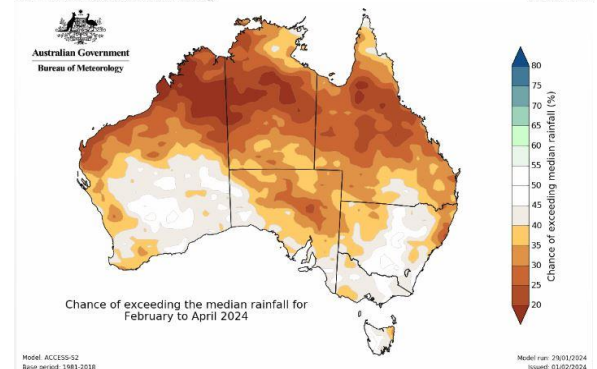 Australian Government
Bureau of Meteorology
80
75
70
65
60
55
50
45
40
35
30
25
20
Chance of exceeding median rainfall (%)
Chance of exceeding the median rainfall for
February to April 2024
Model: ACCESS-S2
Base period: 1981-2018
Model run: 29/01/2024
Issued: 01/02/2024